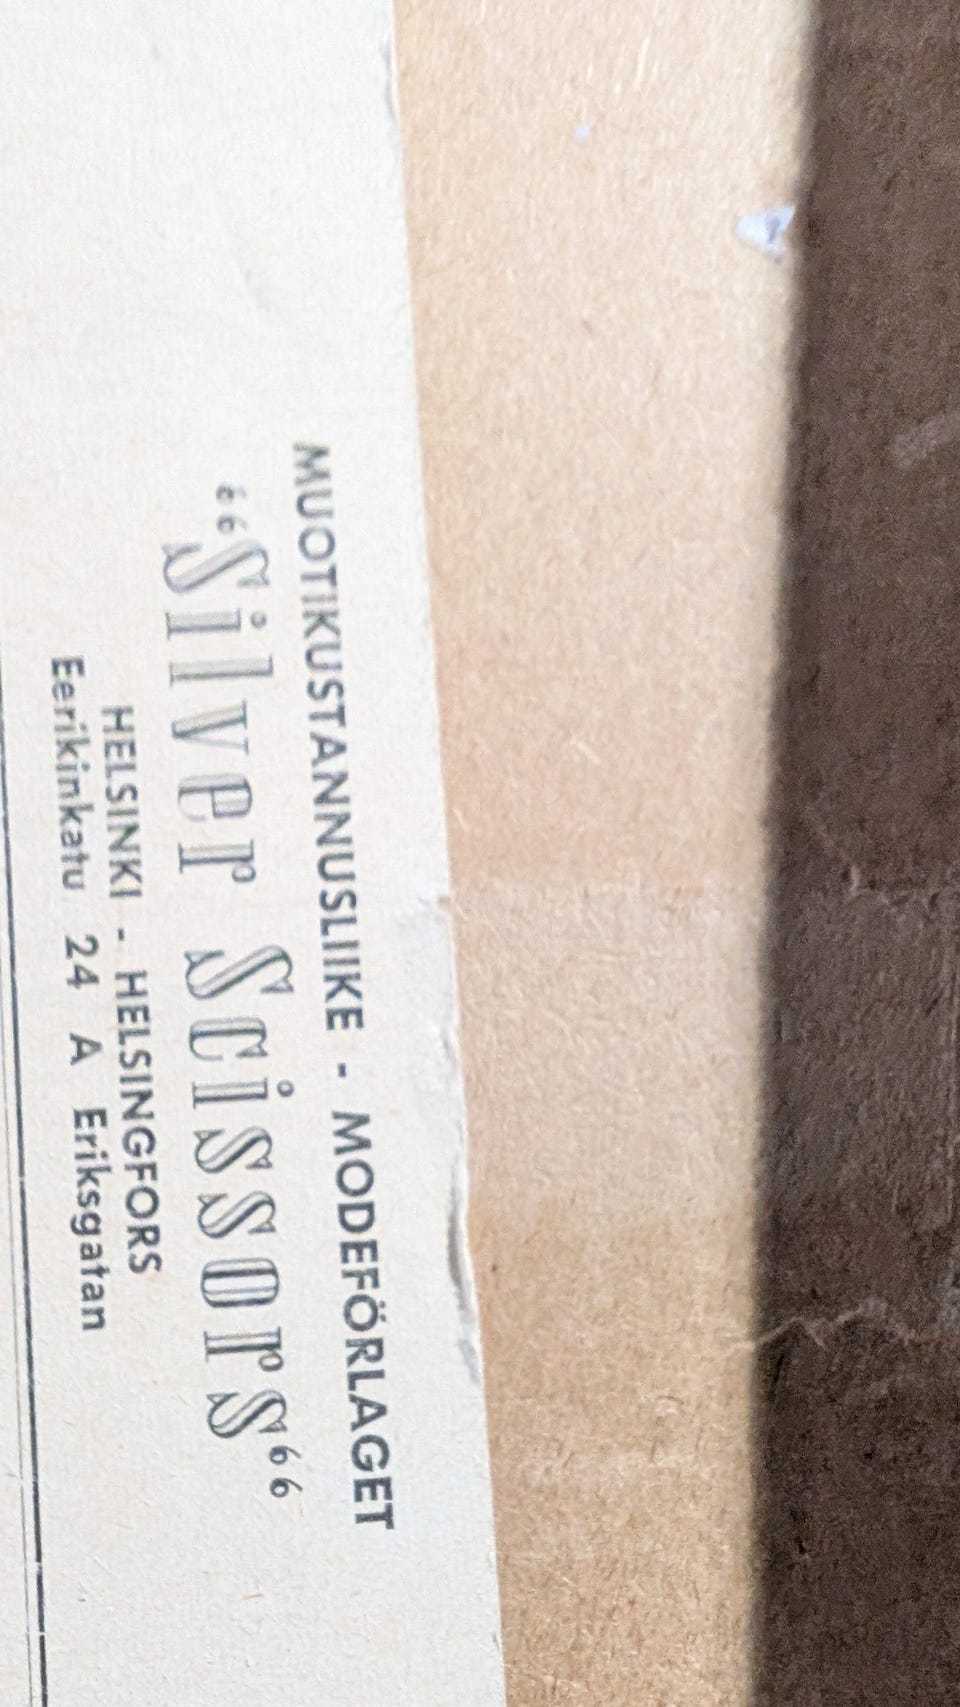 MUOTIKUSTANNUSLIIKE - MODEFÖRLAGET
“Silver Scissors“
HELSINKI - HELSINGFORS
Eerikinkatu 24 A Eriksgatan